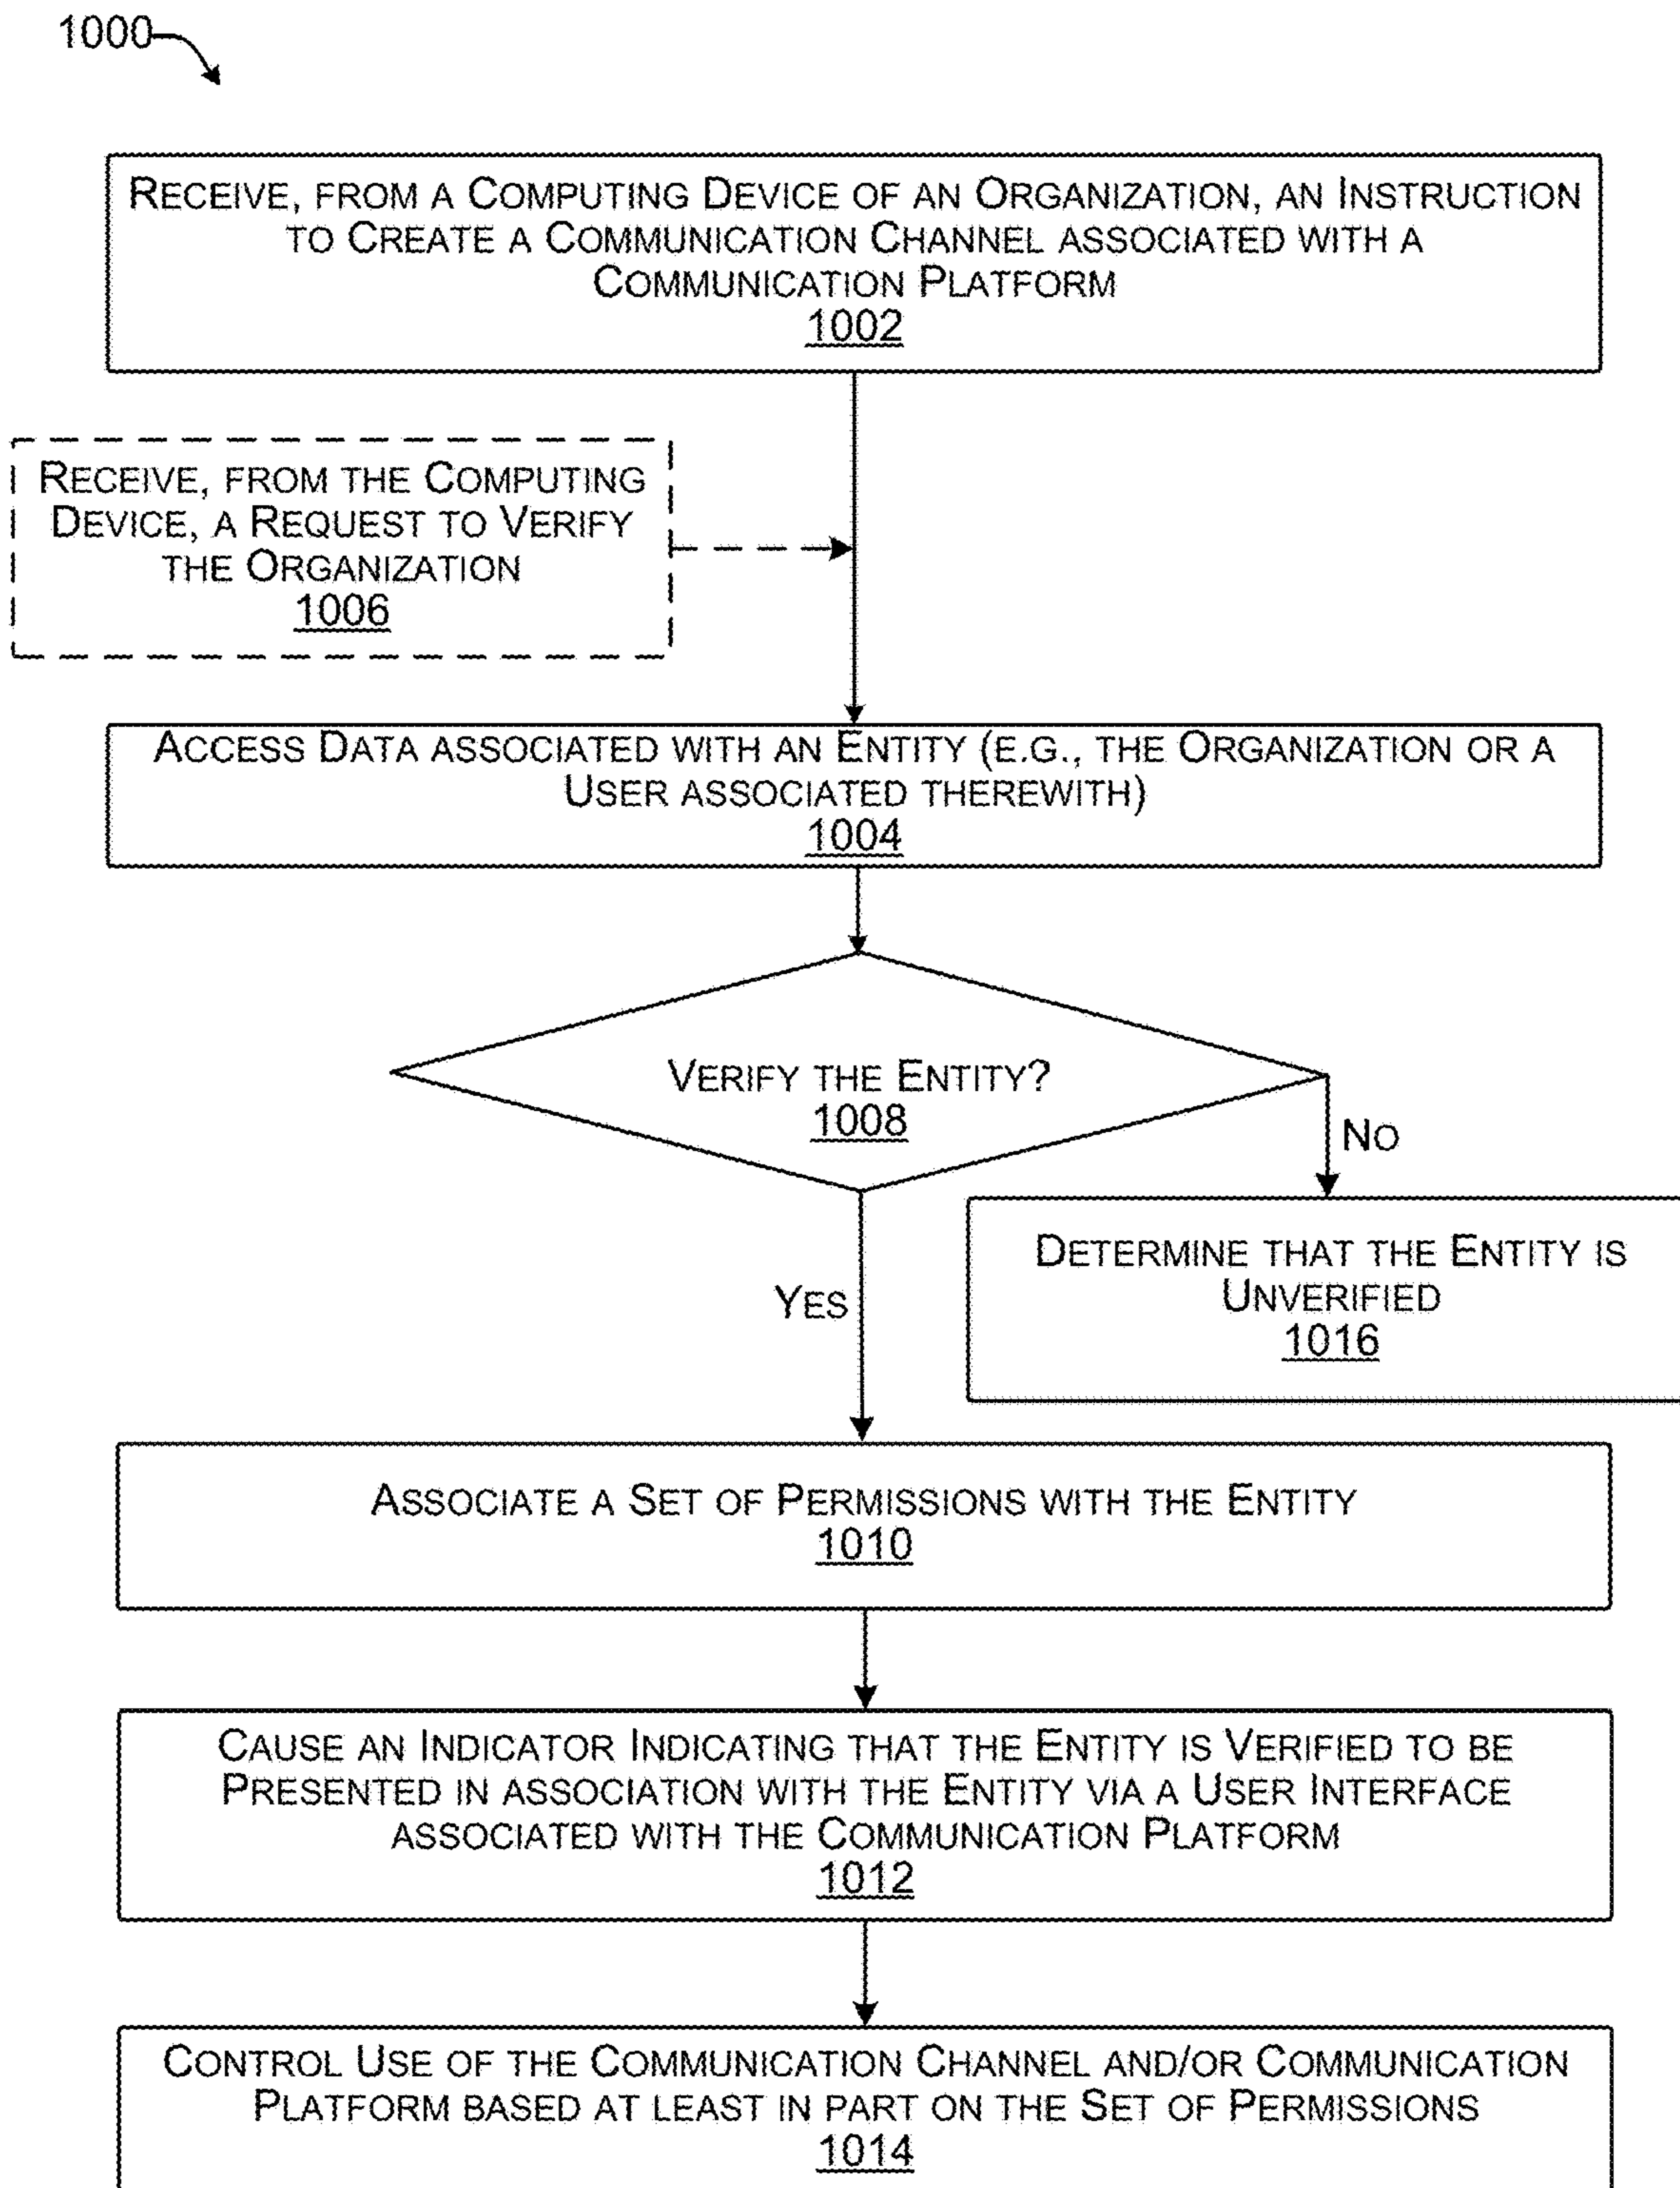 1000
RECEIVE, FROM A COMPUTING DEVICE OF AN ORGANIZATION, AN INSTRUCTION
TO CREATE A COMMUNICATION CHANNEL ASSOCIATED WITH A
COMMUNICATION PLATFORM
1002
RECEIVE, FROM THE COMPUTING
DEVICE, A REQUEST TO VERIFY
THE ORGANIZATION
1006
ACCESS DATA ASSOCIATED WITH AN ENTITY (E.G., THE ORGANIZATION OR A
USER ASSOCIATED THEREWITH)
1004
VERIFY THE ENTITY?
1008
NO
DETERMINE THAT THE ENTITY IS
UNVERIFIED
1016
YES
ASSOCIATE A SET OF PERMISSIONS WITH THE ENTITY
1010
CAUSE AN INDICATOR INDICATING THAT THE ENTITY IS VERIFIED TO BE
PRESENTED IN ASSOCIATION WITH THE ENTITY VIA A USER INTERFACE
ASSOCIATED WITH THE COMMUNICATION PLATFORM
1012
CONTROL USE OF THE COMMUNICATION CHANNEL AND/OR COMMUNICATION
PLATFORM BASED AT LEAST IN PART ON THE SET OF PERMISSIONS
1014